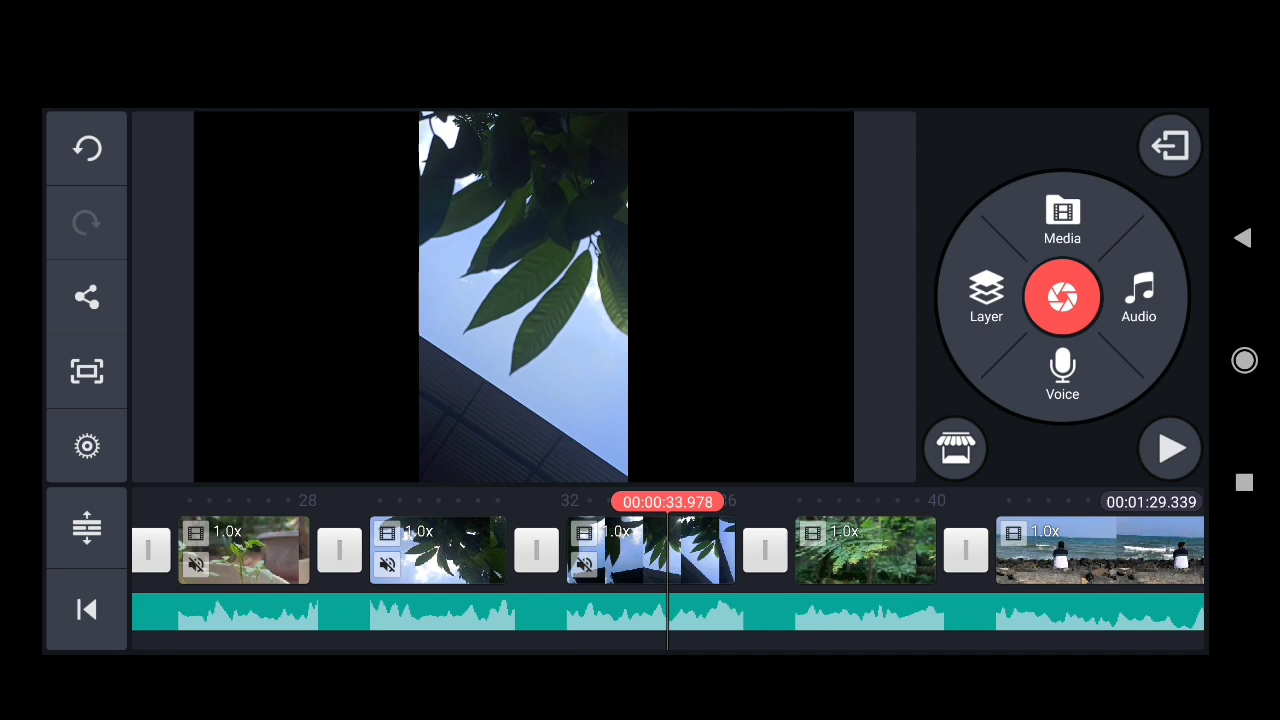 Media
Layer
Audio
Voice
28
32
00:00:33.978
36
40
00:01:29.339
1.0x
1.0x
1.0x
1.0x
1.0x